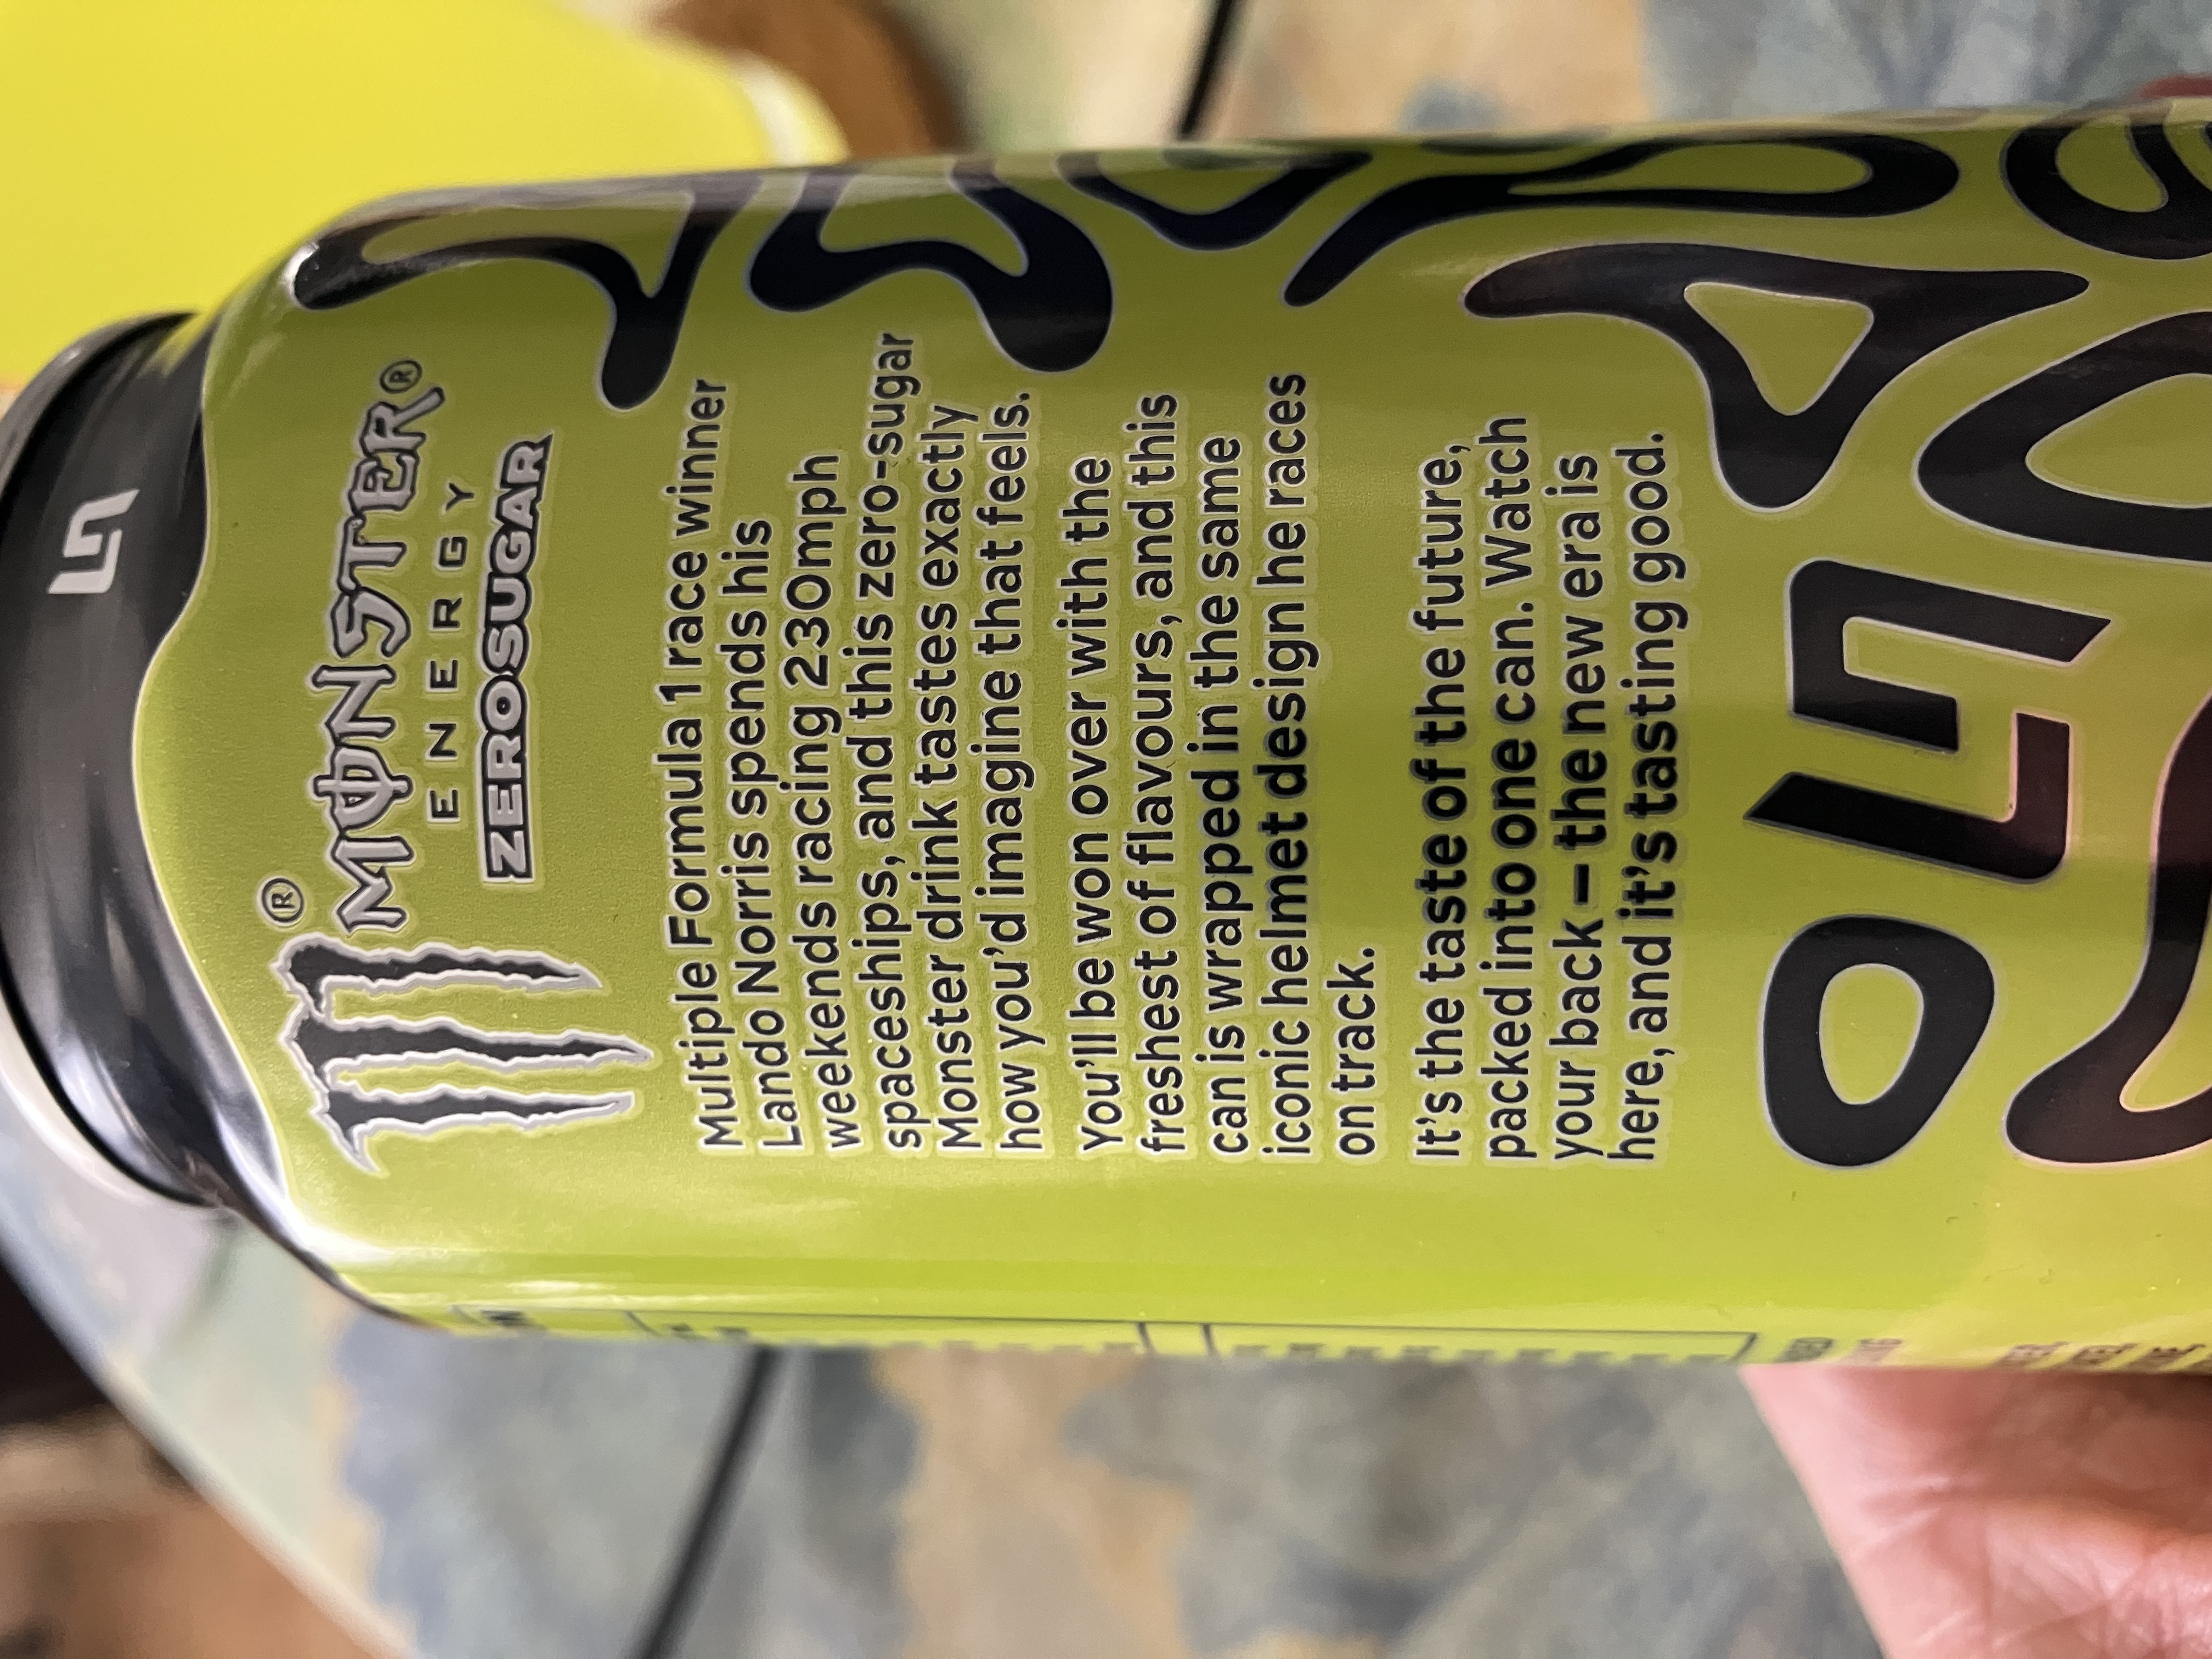 MONSTER®
ENERGY
ZEROSUGAR
Multiple Formula 1 race winner
Lando Norris spends his
weekends racing 230mph
spaceships, and this zero-sugar
Monster drink tastes exactly
how you'd imagine that feels.
You'll be won over with the
freshest of flavours, and this
can is wrapped in the same
iconic helmet design he races
on track.
It's the taste of the future,
packed into one can. Watch
your back – the new era is
here, and it's tasting good.